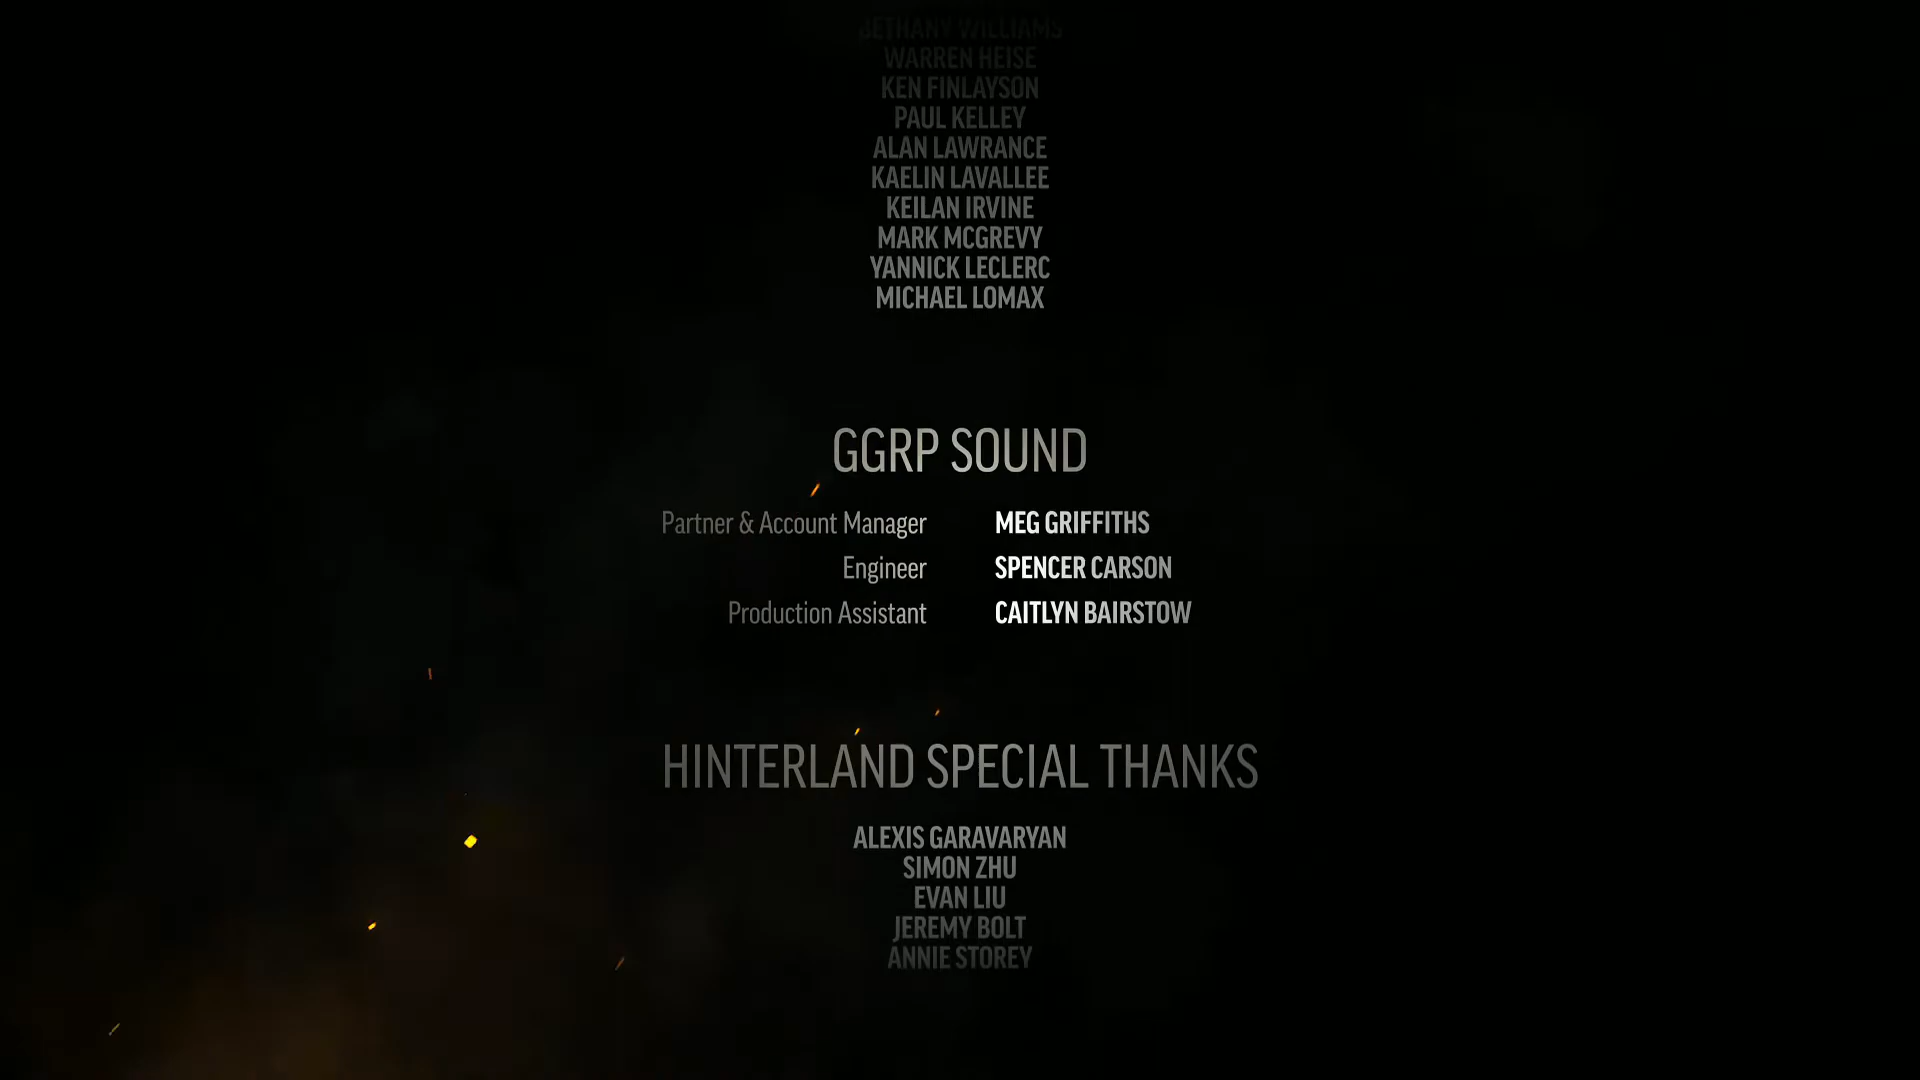 BETHANY WILLIAMS
WARREN HEISE
KEN FINLAYSON
PAUL KELLEY
ALAN LAWRANCE
KAELIN LAVALLEE
KEILAN IRVINE
MARK MCGREVY
YANNICK LECLERC
MICHAEL LOMAX
GGRP SOUND
Partner & Account Manager MEG GRIFFITHS
Engineer SPENCER CARSON
Production Assistant CAITLYN BAIRSTOW
HINTERLAND SPECIAL THANKS
ALEXIS GARAVARYAN
SIMON ZHU
EVAN LIU
JEREMY BOLT
ANNIE STOREY